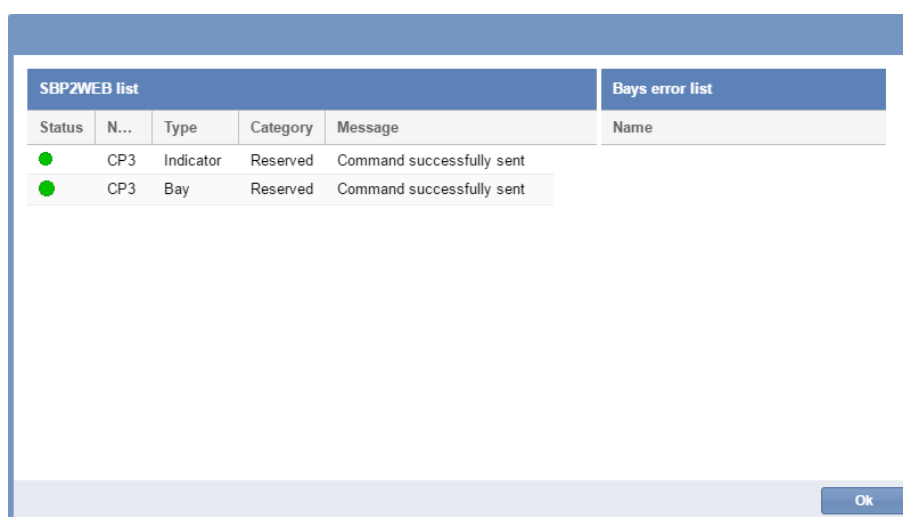 SBP2WEB list
Bays error list
Status N... Type Category Message
Name
CP3 Indicator Reserved Command successfully sent
CP3 Bay Reserved Command successfully sent
Ok